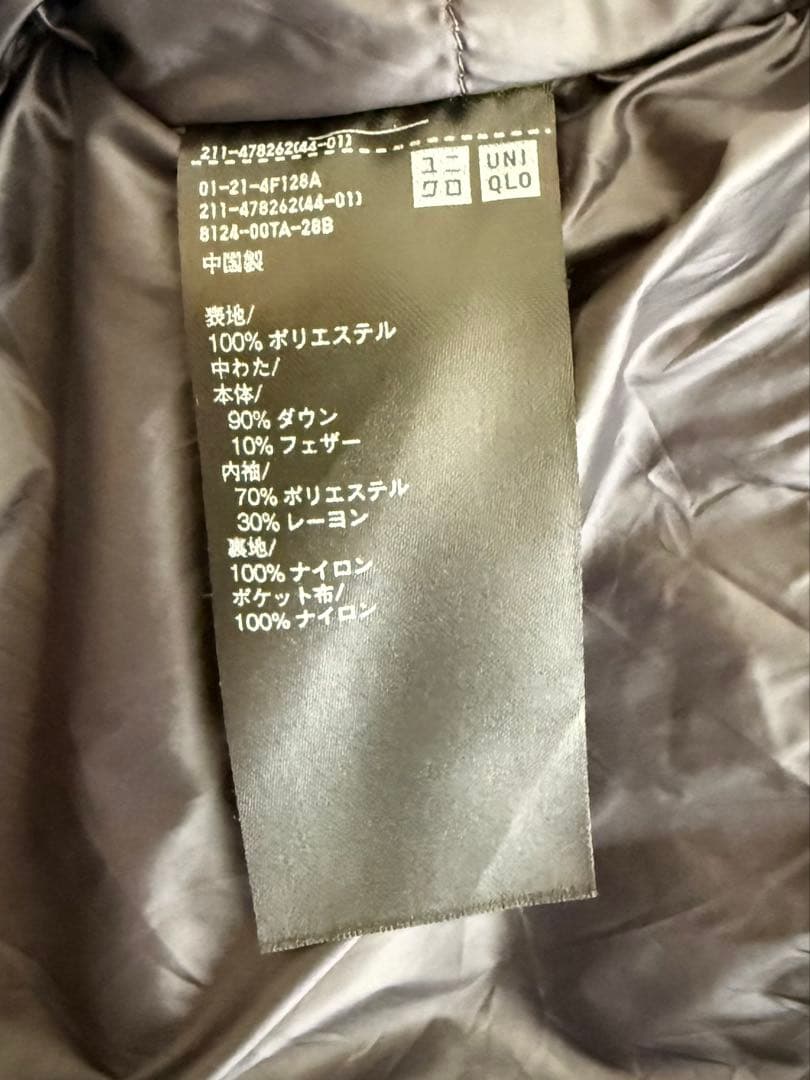 211-478262(44-01)
ユニ
クロ
UNI
QLO
01-21-4F128A
211-478262(44-01)
8124-00TA-28B
中国製
表地/
100% ポリエステル
中わた/
本体/
90% ダウン
10% フェザー
内袖/
70% ポリエステル
30% レーヨン
裏地/
100% ナイロン
ポケット布/
100% ナイロン